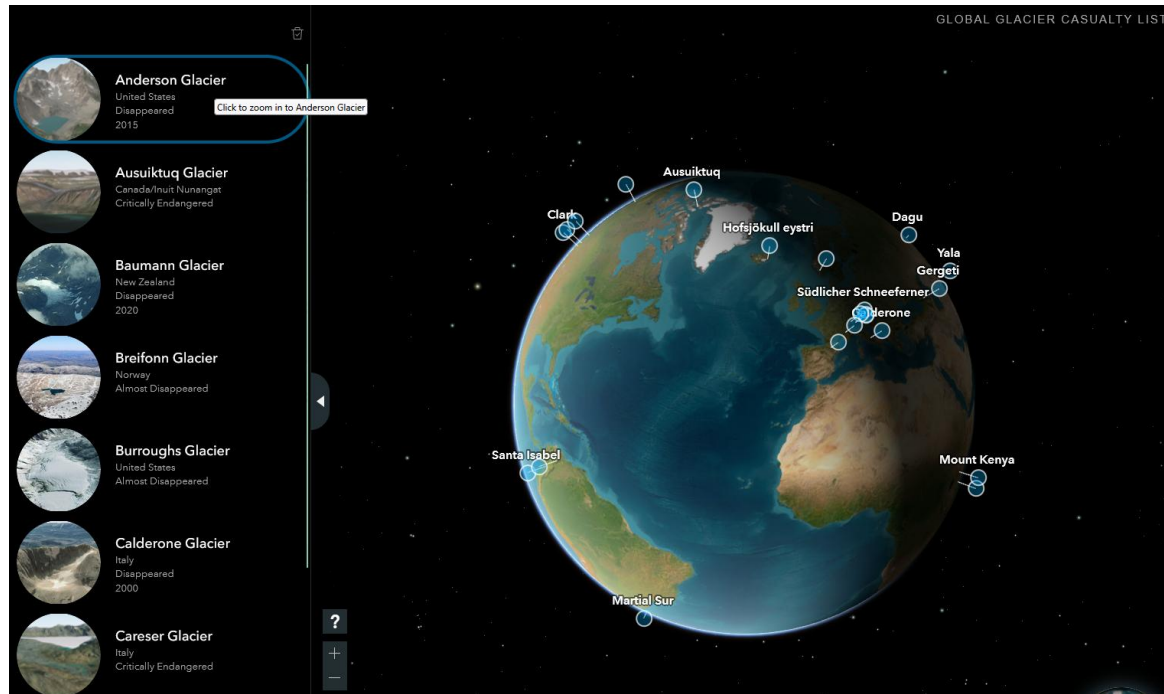 GLOBAL GLACIER CASUALTY LIST
Anderson Glacier
United States
Disappeared
2015
Click to zoom in to Anderson Glacier
Ausuiktuq Glacier
Canada/Inuit Nunangat
Critically Endangered
Baumann Glacier
New Zealand
Disappeared
2020
Breifonn Glacier
Norway
Almost Disappeared
Burroughs Glacier
United States
Almost Disappeared
Calderone Glacier
Italy
Disappeared
2000
Careser Glacier
Italy
Critically Endangered
Ausuiktuq
Clark
Hofsjökull eystri
Dagu
Yala
Gergeti
Südlicher Schneeferner
Calderone
Santa Isabel
Mount Kenya
Martial Sur
?
+
−